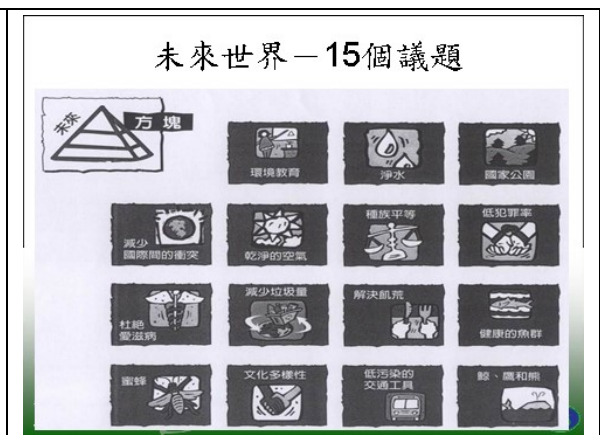 未來世界－15個議題
未來
方塊
環境教育
淨水
國家公園
減少
國際間的衝突
乾淨的空氣
種族平等
低犯罪率
杜絕
愛滋病
減少垃圾量
解決飢荒
健康的魚群
蜜蜂
文化多樣性
低污染的
交通工具
鯨、鷹和熊